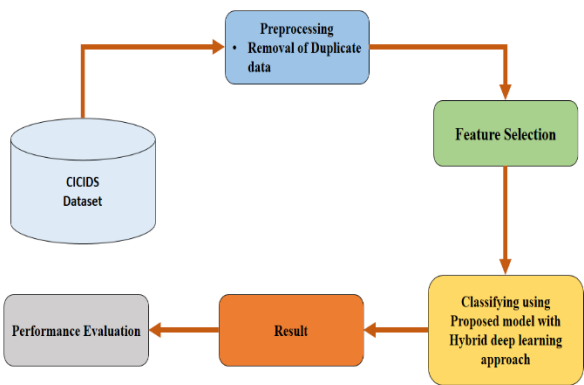 Preprocessing
• Removal of Duplicate
data
CICIDS
Dataset
Feature Selection
Classifying using
Proposed model with
Hybrid deep learning
approach
Result
Performance Evaluation